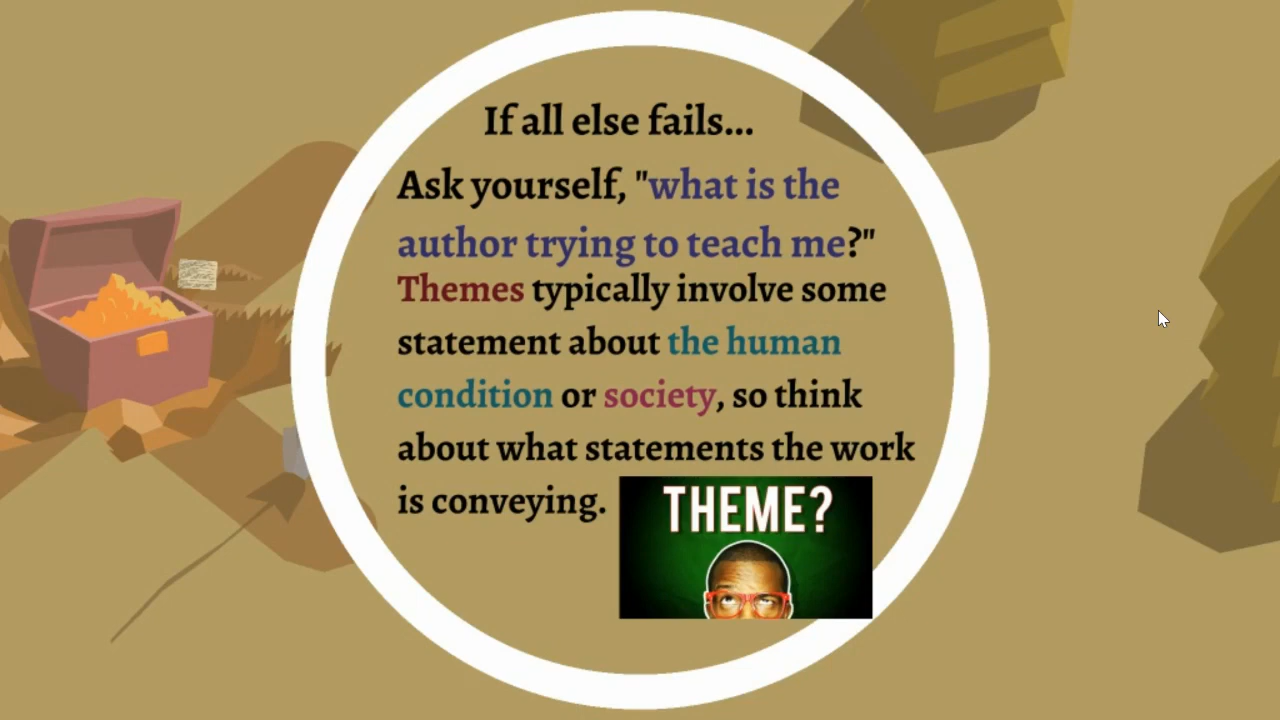 If all else fails...
Ask yourself, "what is the
author trying to teach me?"
Themes typically involve some
statement about the human
condition or society, so think
about what statements the work
is conveying.
THEME?